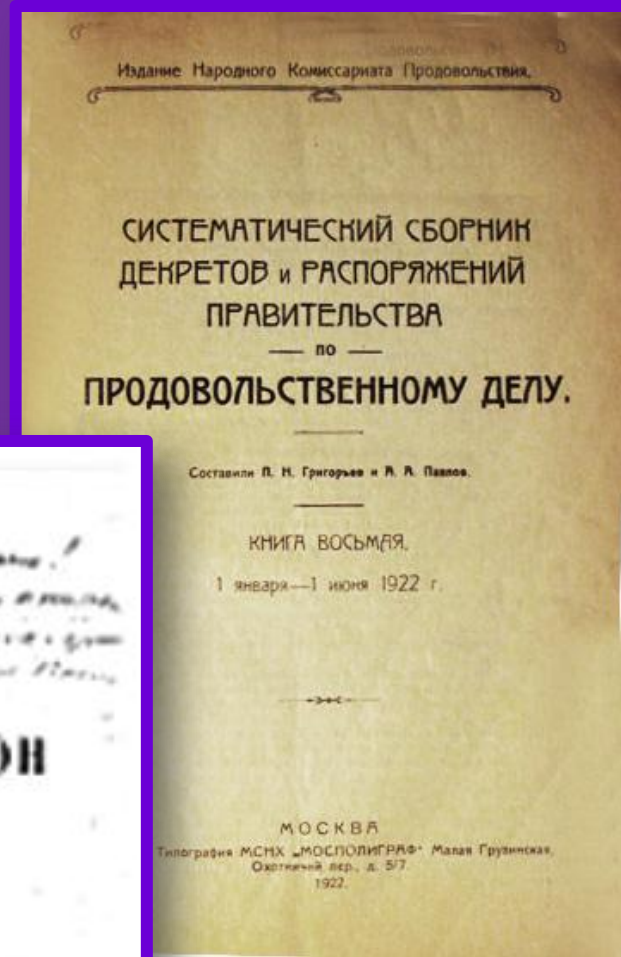 Издание Народного Комиссариата Продовольствия.
СИСТЕМАТИЧЕСКИЙ СБОРНИК
ДЕКРЕТОВ и РАСПОРЯЖЕНИЙ
ПРАВИТЕЛЬСТВА
— по —
ПРОДОВОЛЬСТВЕННОМУ ДЕЛУ.
Составили П. Н. Григорьев и А. А. Павлов.
КНИГА ВОСЬМАЯ.
1 января—1 июня 1922 г.
МОСКВА
Типография МСНХ „МОСПОЛИГРАФ" Малая Грузинская,
Охотничий пер., д. 5/7.
1922.